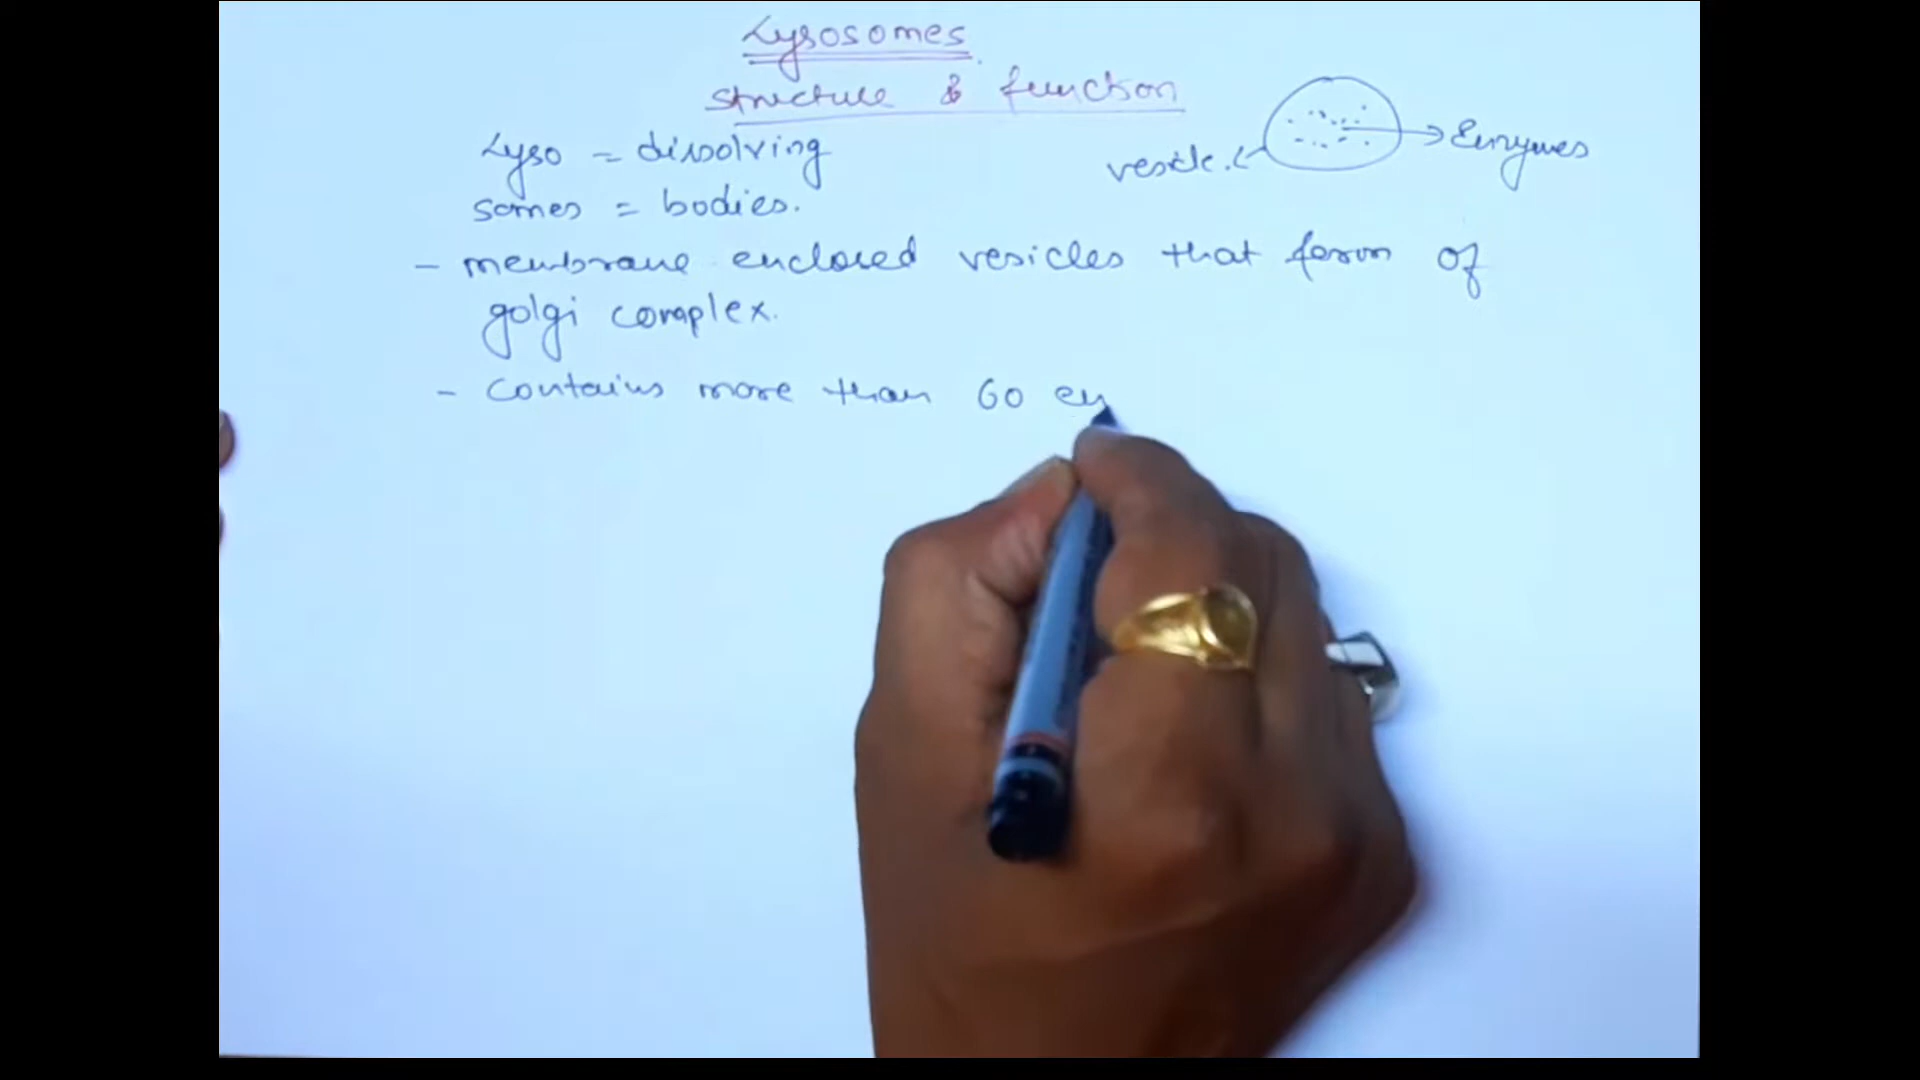 Lysosomes
structure & function
Lyso = dissolving
somes = bodies.
vesicle.
Enzymes
- membrane enclosed vesicles that form of
golgi complex.
- contains more than 60 en